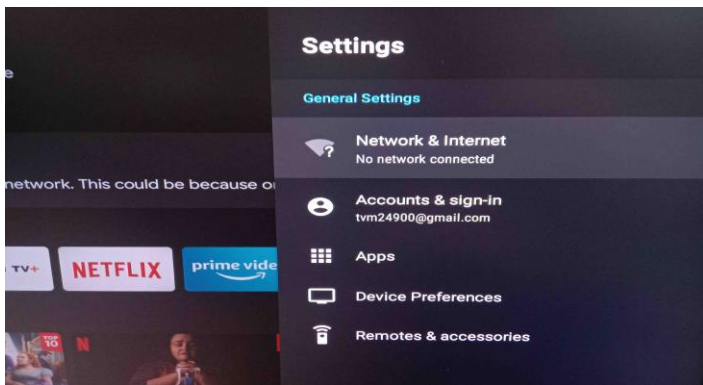 Settings
e
General Settings
Network & Internet
No network connected
network. This could be because o
Accounts & sign-in
tvm24900@gmail.com
tv+
NETFLIX
prime vide
Apps
Device Preferences
Remotes & accessories
TOP
10
N